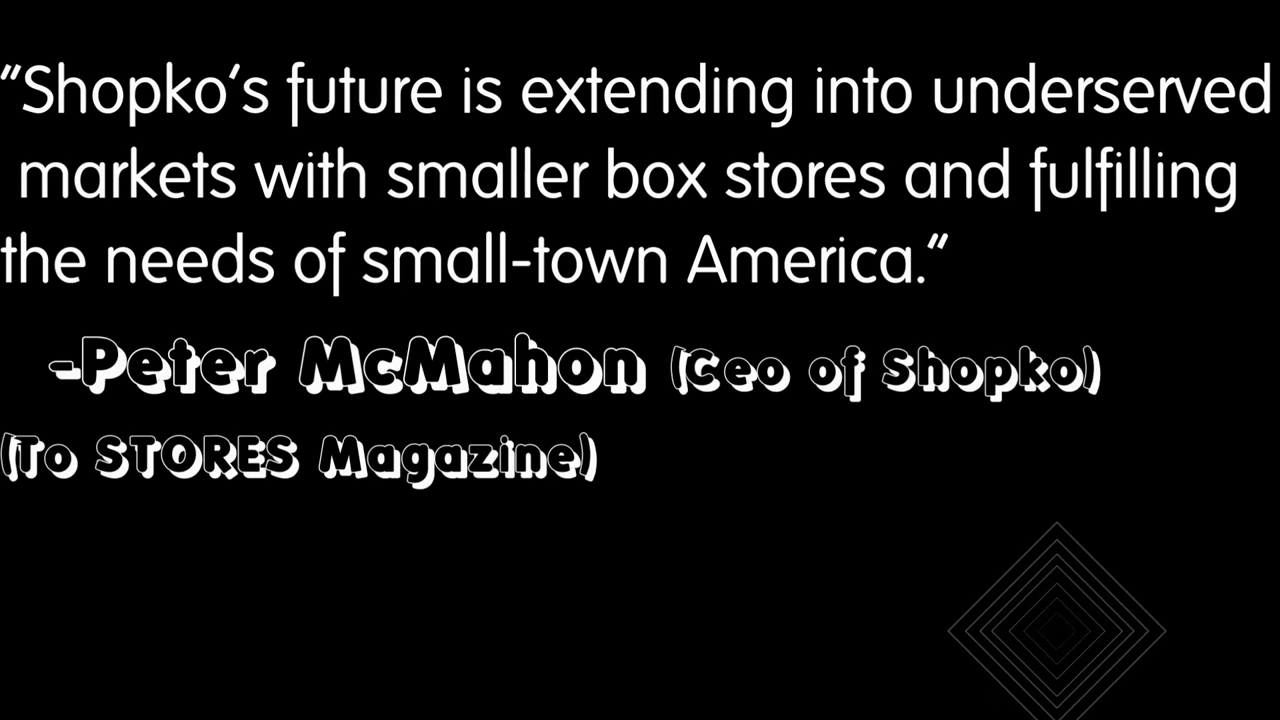 "Shopko's future is extending into underserved
markets with smaller box stores and fulfilling
the needs of small-town America."
-Peter McMahon (Ceo of Shopko)
(To STORES Magazine)